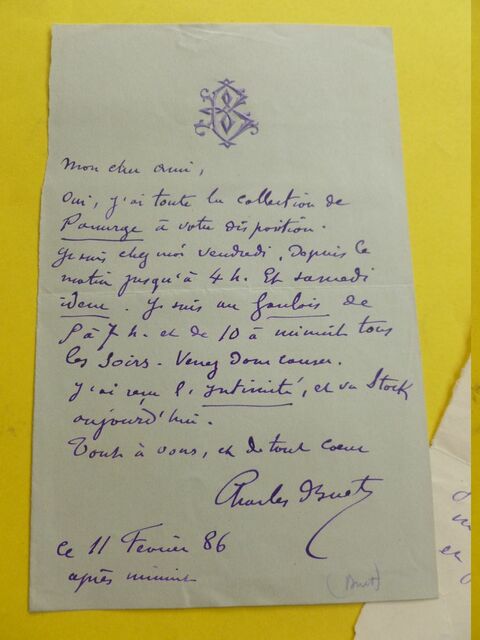 Mon cher ami,
Oui, j'ai toute la collection de
Panurge à votre disposition.
Je suis chez moi vendredi, depuis le
matin jusqu'à 4 h. Et samedi
idem. Je suis au Gaulois de
5 à 7 h. et de 10 à minuit tous
les soirs. Venez donc causer.
J'ai reçu l'Intimité, et vu Stock
aujourd'hui.
Tout à vous, et de tout coeur
Charles Buet
Ce 11 Février 86
après minuit
(Buet)